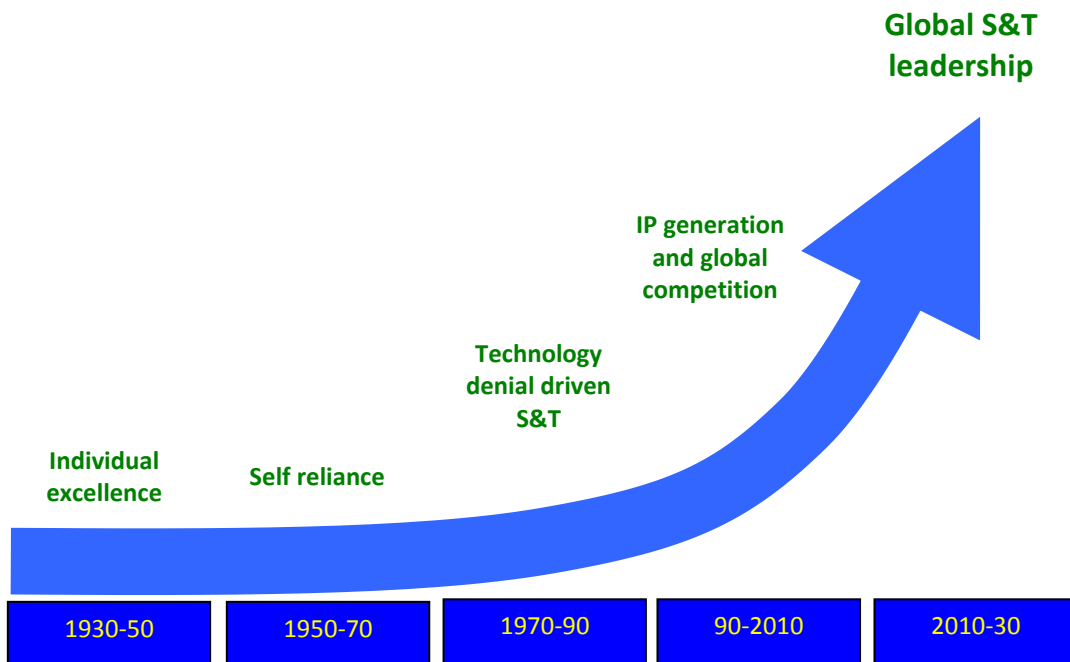 Global S&T
leadership
IP generation
and global
competition
Technology
denial driven
S&T
Individual
excellence
Self reliance
1930-50
1950-70
1970-90
90-2010
2010-30